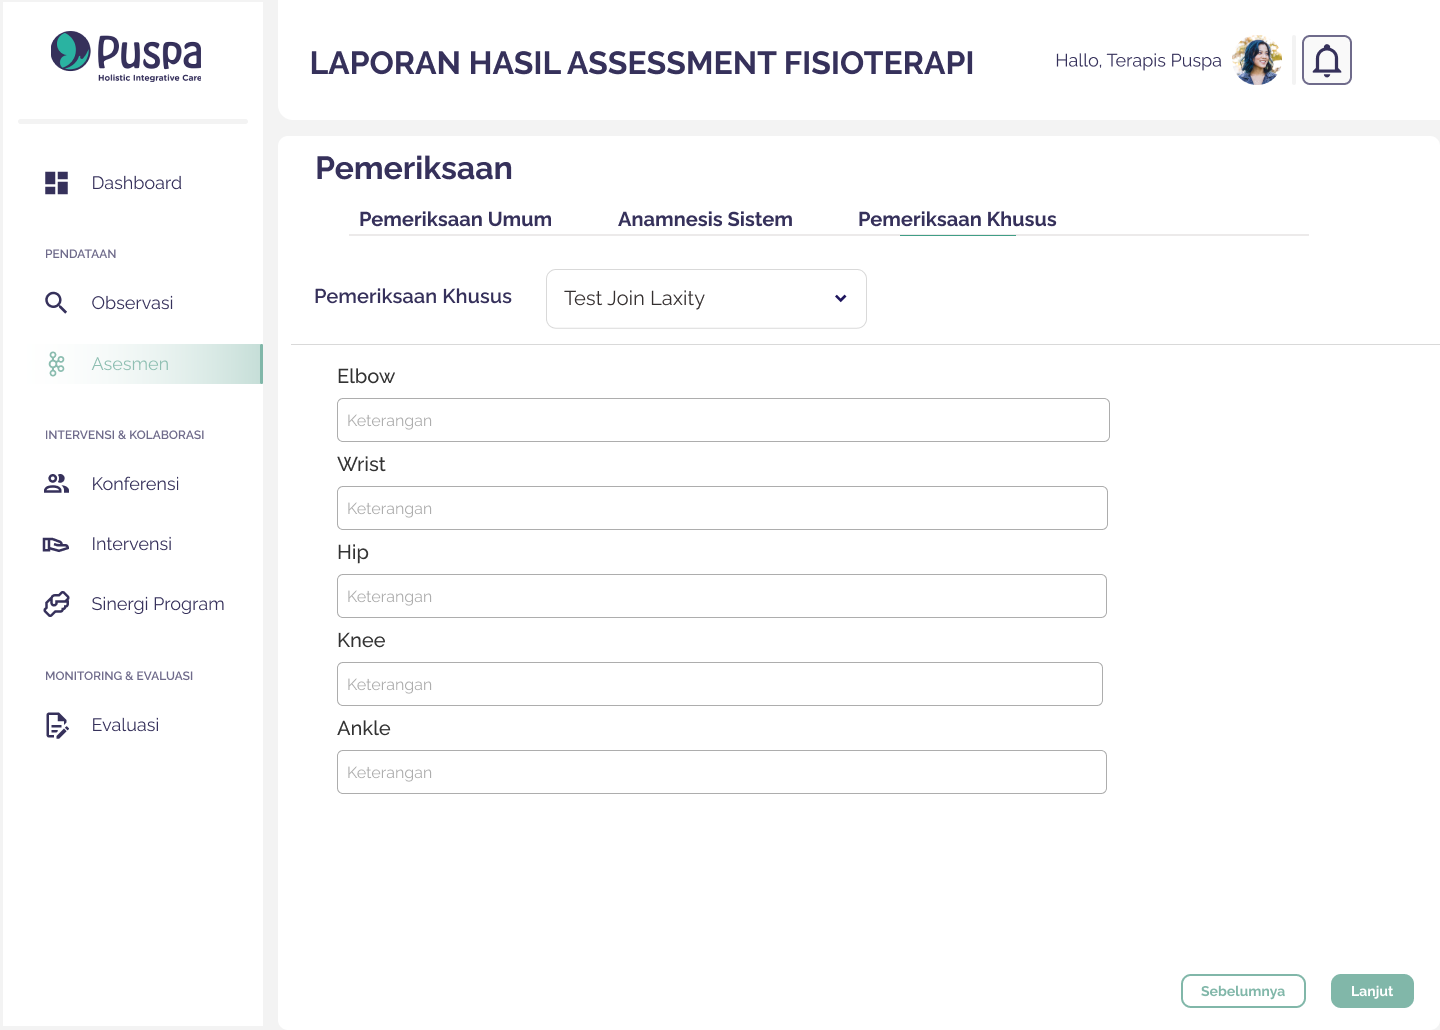 Puspa
Holistic Integrative Care
LAPORAN HASIL ASSESSMENT FISIOTERAPI
Hallo, Terapis Puspa
Dashboard
PENDATAAN
Observasi
Asesmen
INTERVENSI & KOLABORASI
Konferensi
Intervensi
Sinergi Program
MONITORING & EVALUASI
Evaluasi
Pemeriksaan
Pemeriksaan Umum Anamnesis Sistem Pemeriksaan Khusus
Pemeriksaan Khusus Test Join Laxity
Elbow
Keterangan
Wrist
Keterangan
Hip
Keterangan
Knee
Keterangan
Ankle
Keterangan
Sebelumnya Lanjut